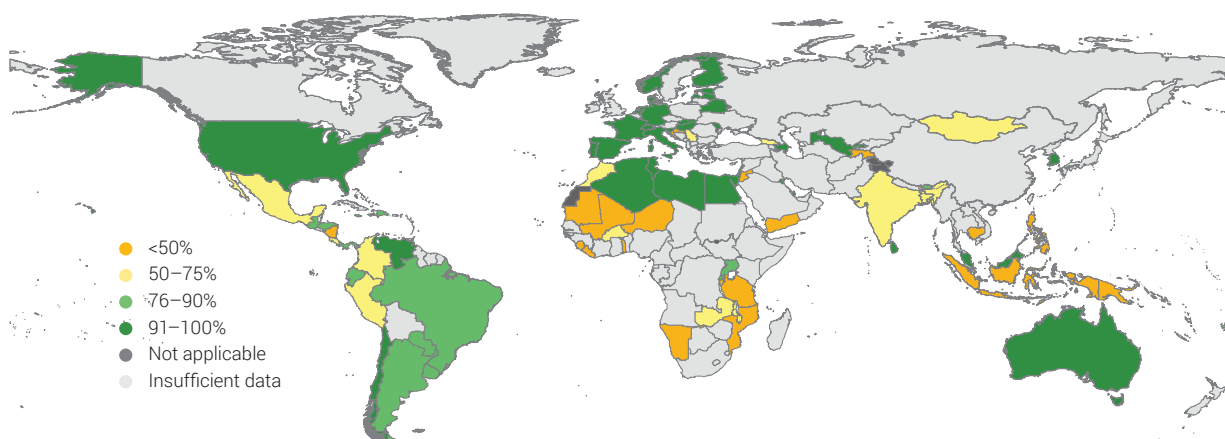 <50%
50–75%
76–90%
91–100%
Not applicable
Insufficient data